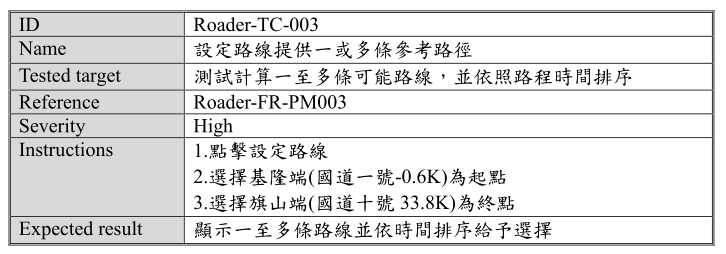 ID Roader-TC-003
Name 設定路線提供一或多條參考路徑
Tested target 測試計算一至多條可能路線，並依照路程時間排序
Reference Roader-FR-PM003
Severity High
Instructions 1.點擊設定路線
2.選擇基隆端(國道一號-0.6K)為起點
3.選擇旗山端(國道十號 33.8K)為終點
Expected result 顯示一至多條路線並依時間排序給予選擇